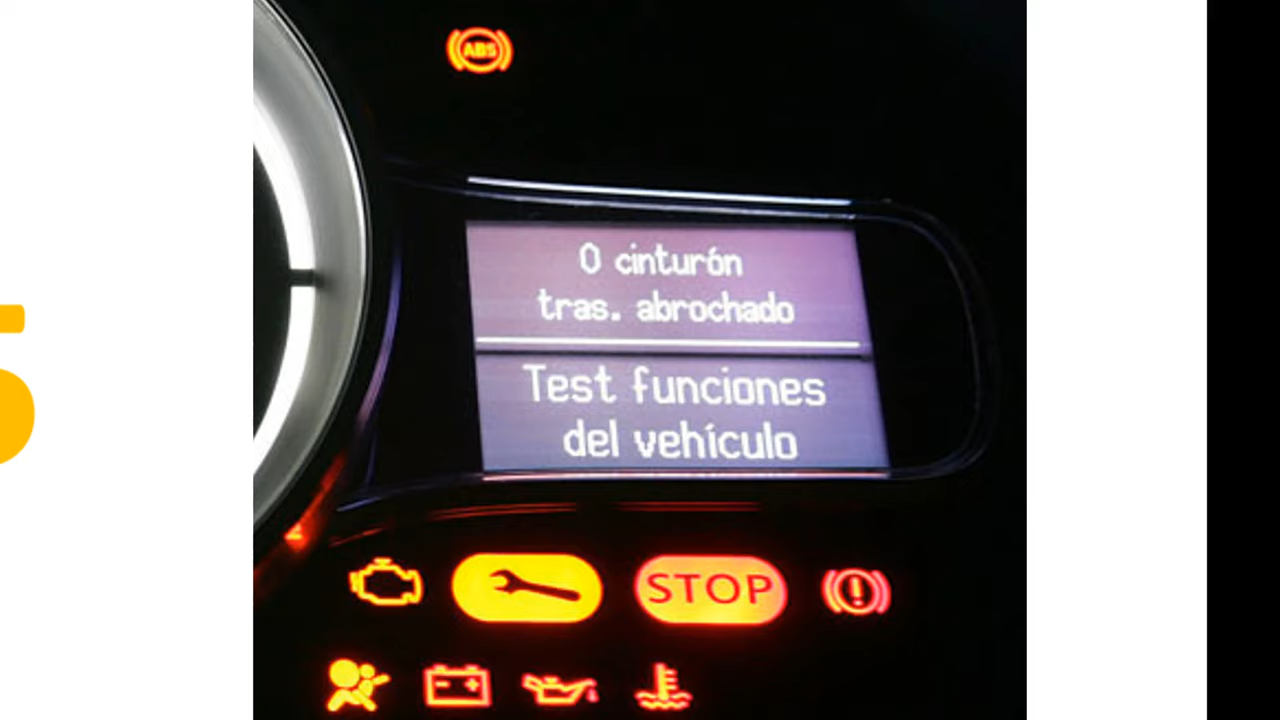 ABS
0 cinturón
tras. abrochado
Test funciones
del vehículo
STOP